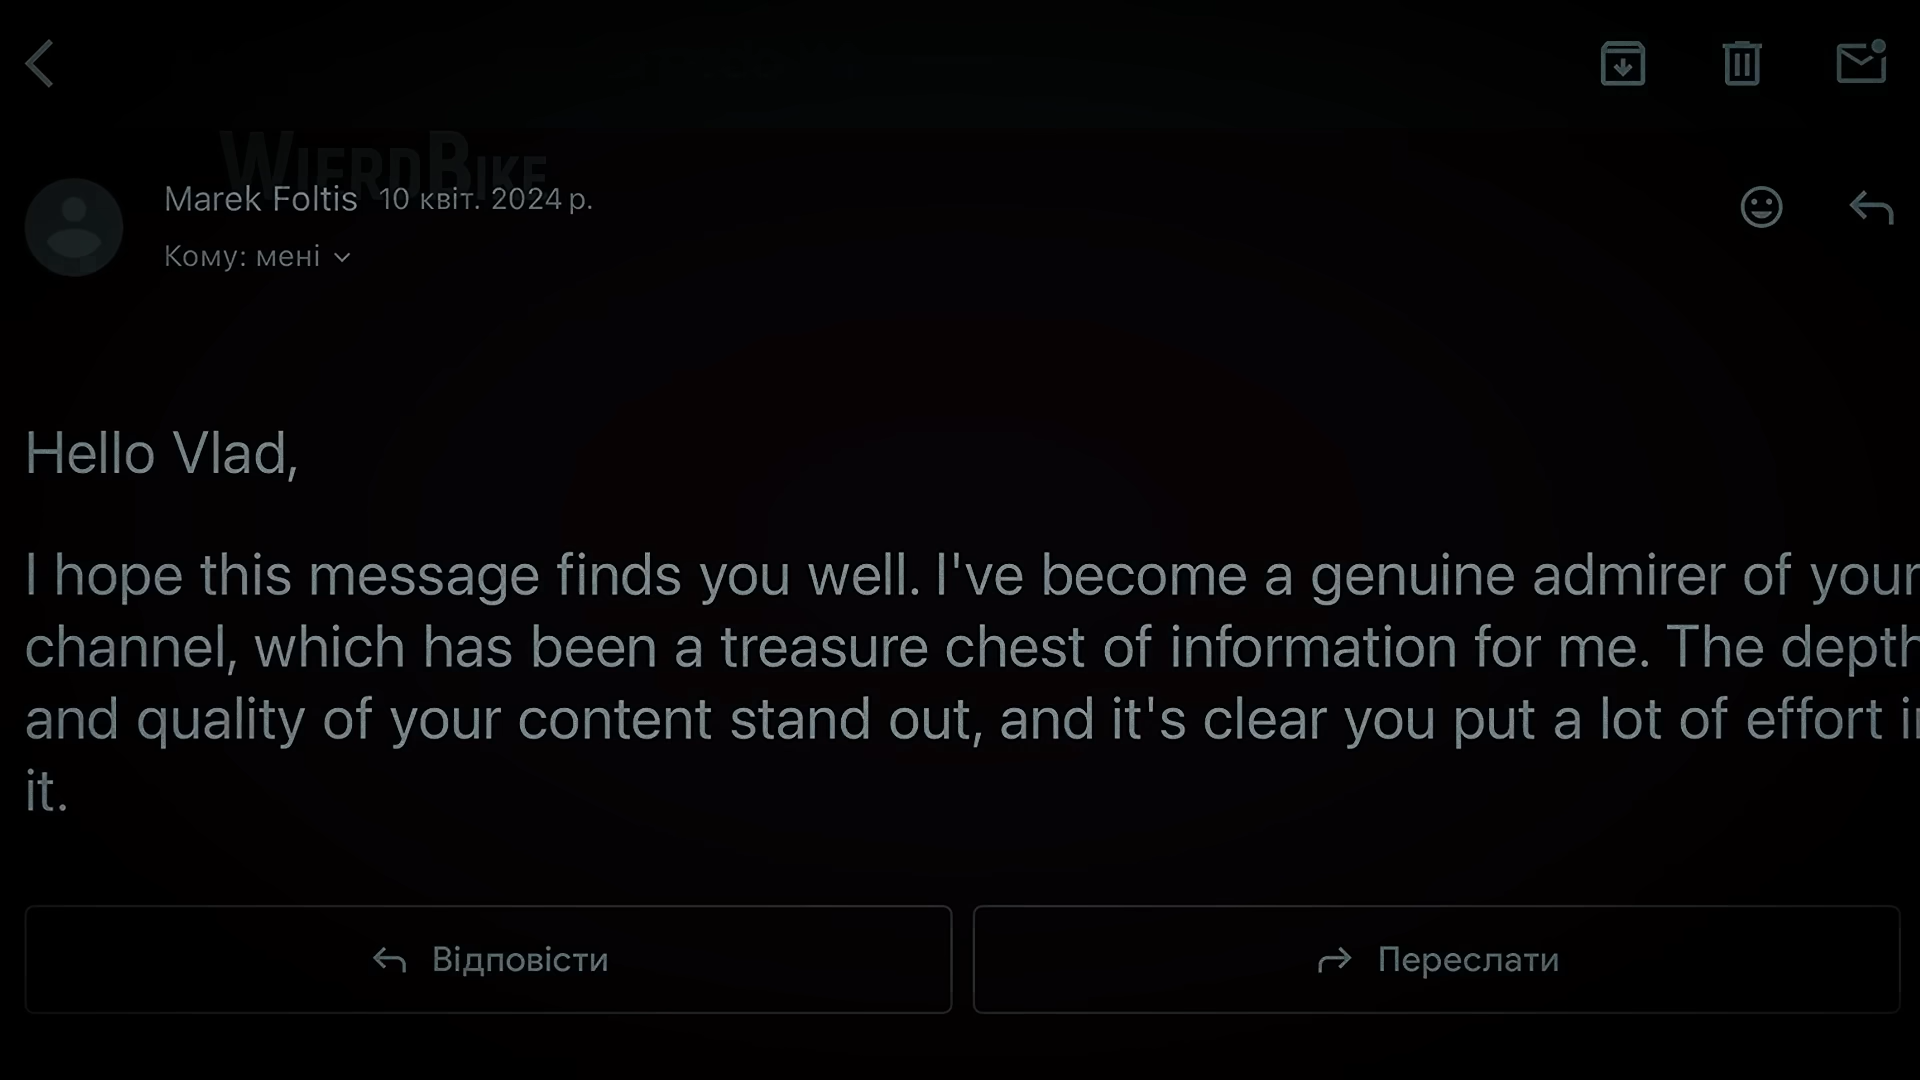 WierdBike
Marek Foltis 10 квіт. 2024 р.
Кому: мені
Hello Vlad,
I hope this message finds you well. I've become a genuine admirer of your
channel, which has been a treasure chest of information for me. The depth
and quality of your content stand out, and it's clear you put a lot of effort in
it.
Відповісти
Переслати